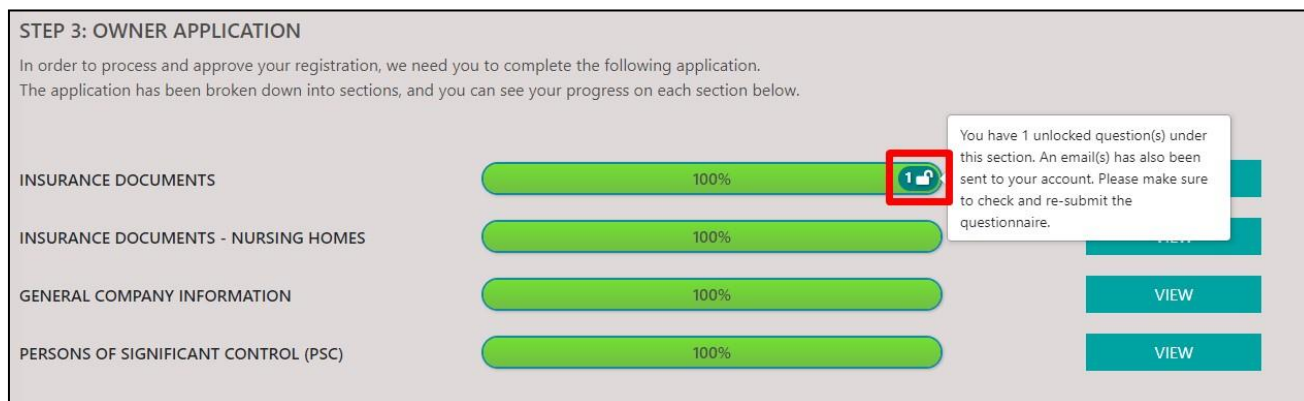 STEP 3: OWNER APPLICATION
In order to process and approve your registration, we need you to complete the following application.
The application has been broken down into sections, and you can see your progress on each section below.
You have 1 unlocked question(s) under
this section. An email(s) has also been
sent to your account. Please make sure
to check and re-submit the
questionnaire.
INSURANCE DOCUMENTS 100% 1
INSURANCE DOCUMENTS - NURSING HOMES 100%
GENERAL COMPANY INFORMATION 100% VIEW
PERSONS OF SIGNIFICANT CONTROL (PSC) 100% VIEW